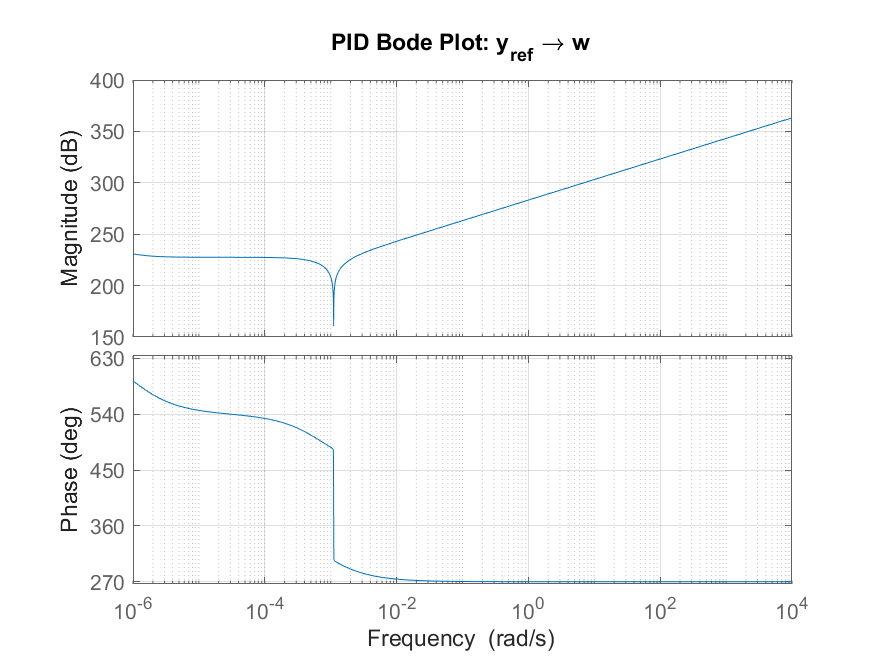 PID Bode Plot: y_ref → w
400
350
300
250
200
150
Magnitude (dB)
630
540
450
360
270
Phase (deg)
10^-6 10^-4 10^-2 10^0 10^2 10^4
Frequency (rad/s)